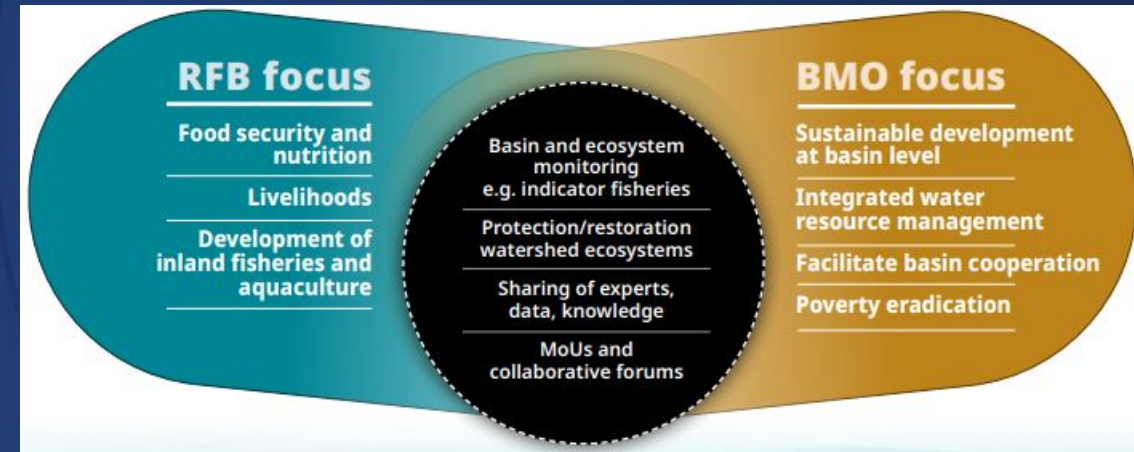 RFB focus
Food security and
nutrition
Livelihoods
Development of
inland fisheries and
aquaculture
Basin and ecosystem
monitoring
e.g. indicator fisheries
Protection/restoration
watershed ecosystems
Sharing of experts,
data, knowledge
MoUs and
collaborative forums
BMO focus
Sustainable development
at basin level
Integrated water
resource management
Facilitate basin cooperation
Poverty eradication